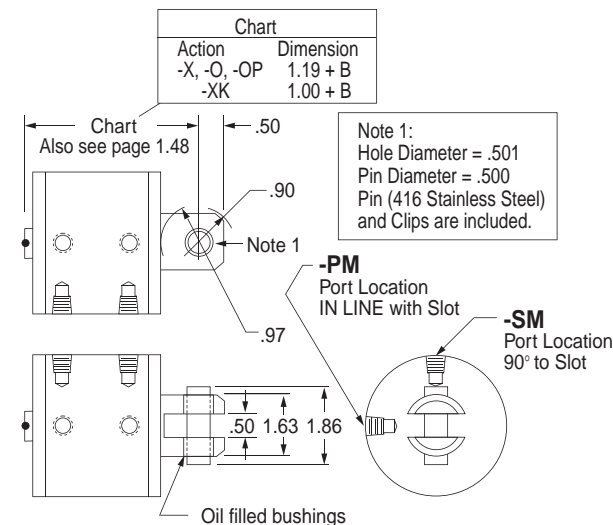 Chart
Action Dimension
-X, -O, -OP 1.19 + B
-XK 1.00 + B
Chart
Also see page 1.48
.50
.90
Note 1
.97
Note 1:
Hole Diameter = .501
Pin Diameter = .500
Pin (416 Stainless Steel)
and Clips are included.
-PM
Port Location
IN LINE with Slot
-SM
Port Location
90° to Slot
.50 1.63 1.86
Oil filled bushings